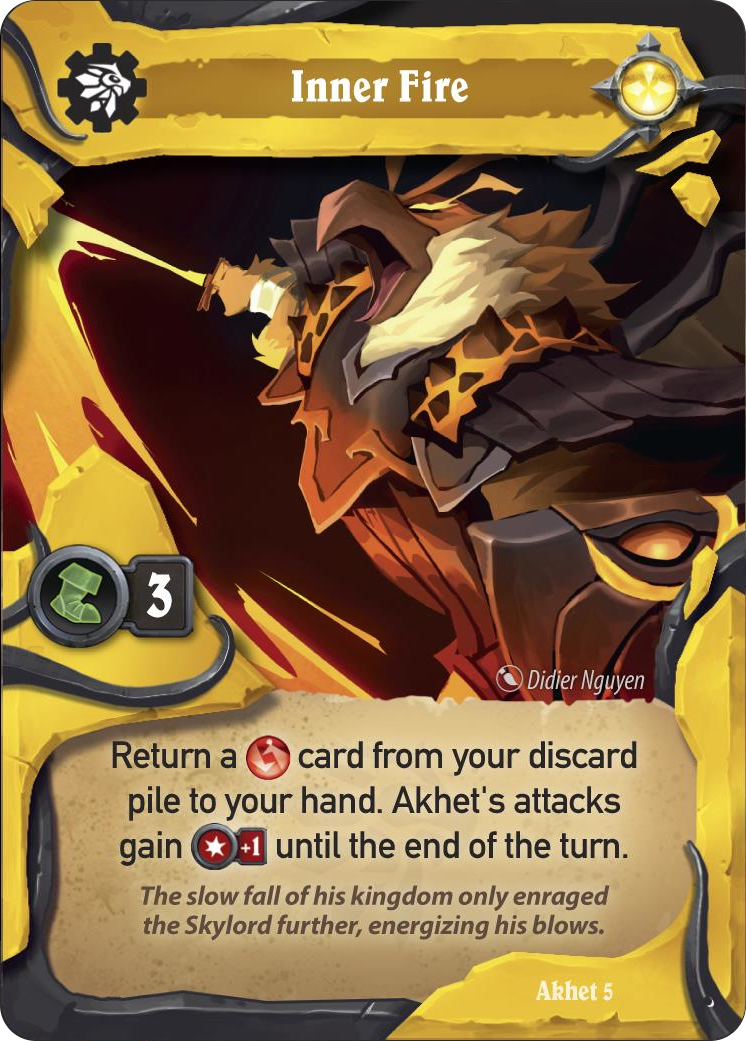 Inner Fire
3
Didier Nguyen
Return a card from your discard
pile to your hand. Akhet's attacks
gain +1 until the end of the turn.
The slow fall of his kingdom only enraged
the Skylord further, energizing his blows.
Akhet 5